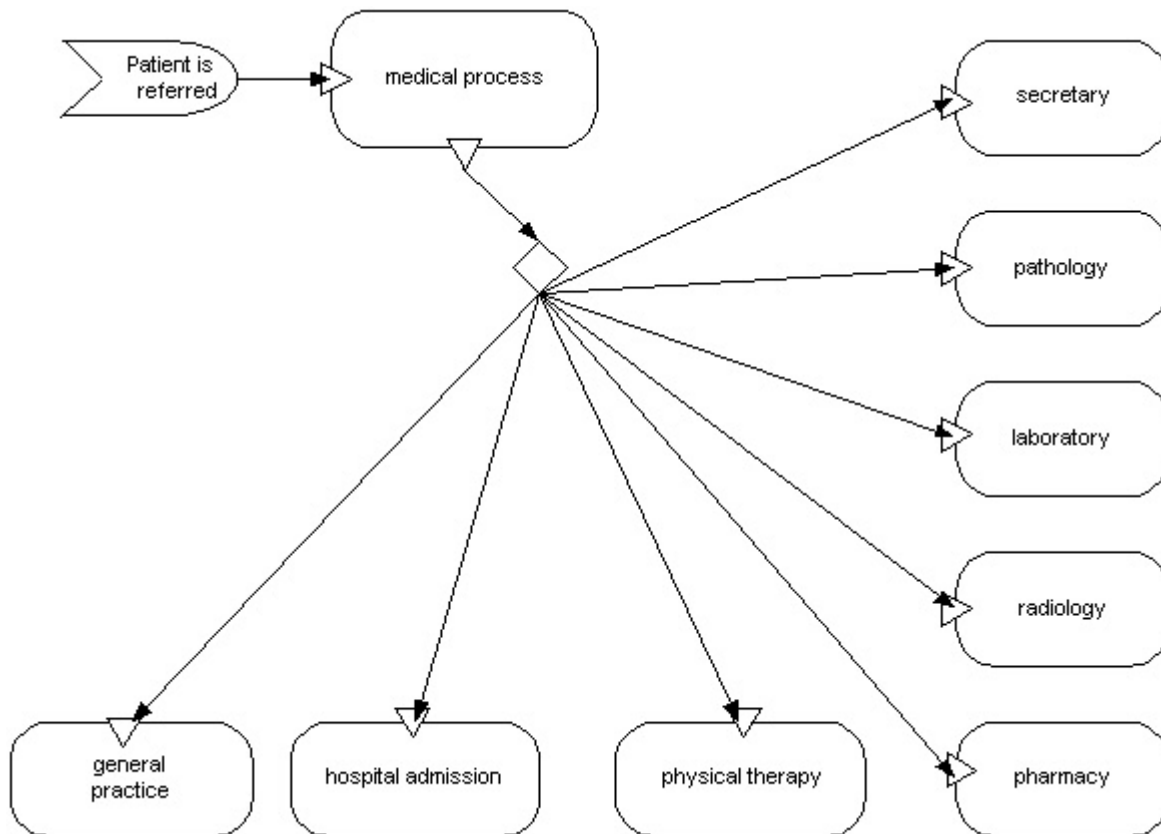 Patient is
referred
medical process
secretary
pathology
laboratory
radiology
general
practice
hospital admission
physical therapy
pharmacy